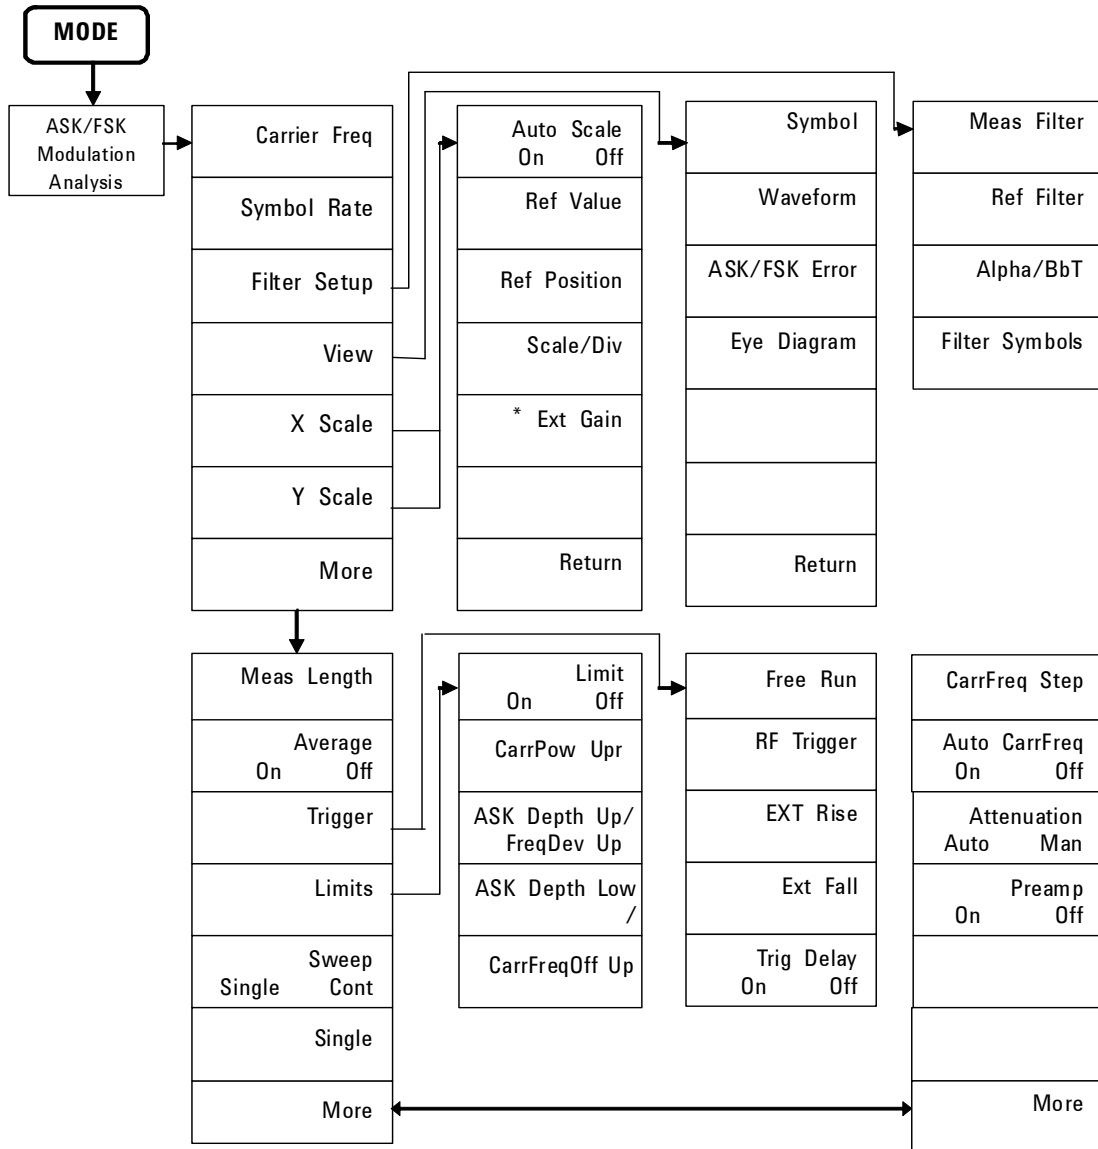 MODE
ASK/FSK
Modulation
Analysis
Carrier Freq
Symbol Rate
Filter Setup
View
X Scale
Y Scale
More
Auto Scale
On Off
Ref Value
Ref Position
Scale/Div
* Ext Gain
Return
Symbol
Waveform
ASK/FSK Error
Eye Diagram
Return
Meas Filter
Ref Filter
Alpha/BbT
Filter Symbols
Meas Length
Average
On Off
Trigger
Limits
Sweep
Single Cont
Single
More
Limit
On Off
CarrPow Upr
ASK Depth Up/
FreqDev Up
ASK Depth Low
/
CarrFreqOff Up
Free Run
RF Trigger
EXT Rise
Ext Fall
Trig Delay
On Off
CarrFreq Step
Auto CarrFreq
On Off
Attenuation
Auto Man
Preamp
On Off
More